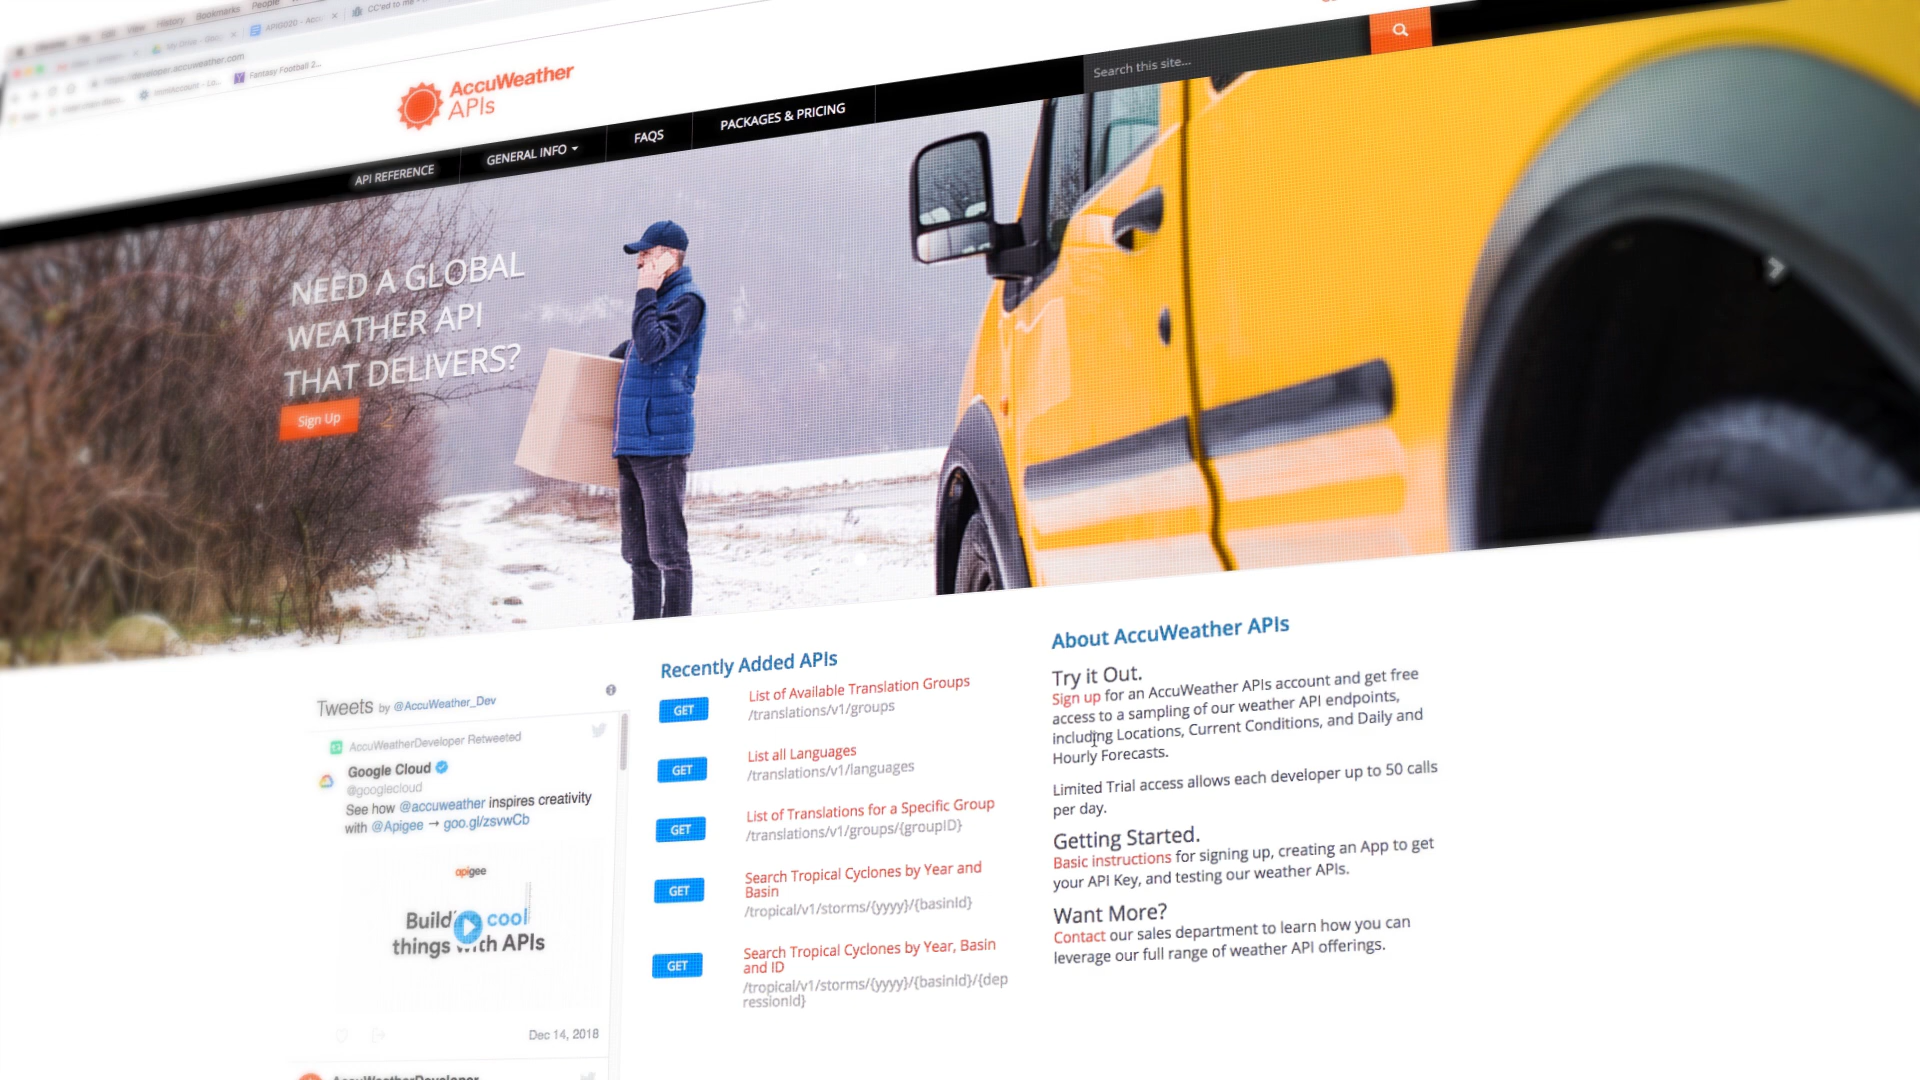 Bookmarks
People
developer.accuweather.com
Fantasy Football 2...
AccuWeather
APIs
Search this site...
API REFERENCE
GENERAL INFO
FAQS
PACKAGES & PRICING
NEED A GLOBAL
WEATHER API
THAT DELIVERS?
Sign Up
Tweets by @AccuWeather_Dev
AccuWeatherDeveloper Retweeted
Google Cloud
@googlecloud
See how @accuweather inspires creativity
with @Apigee → goo.gl/zsvwCb
apigee
cool
things with APIs
Dec 14, 2018
AccuWeatherDeveloper
Recently Added APIs
GET
List of Available Translation Groups
/translations/v1/groups
GET
List all Languages
/translations/v1/languages
GET
List of Translations for a Specific Group
/translations/v1/groups/{groupID}
GET
Search Tropical Cyclones by Year and
Basin
/tropical/v1/storms/{yyyy}/{basinId}
GET
Search Tropical Cyclones by Year, Basin
and ID
/tropical/v1/storms/{yyyy}/{basinId}/{dep
ressionId}
About AccuWeather APIs
Try it Out.
Sign up for an AccuWeather APIs account and get free
access to a sampling of our weather API endpoints,
including Locations, Current Conditions, and Daily and
Hourly Forecasts.
Limited Trial access allows each developer up to 50 calls
per day.
Getting Started.
Basic instructions for signing up, creating an App to get
your API Key, and testing our weather APIs.
Want More?
Contact our sales department to learn how you can
leverage our full range of weather API offerings.